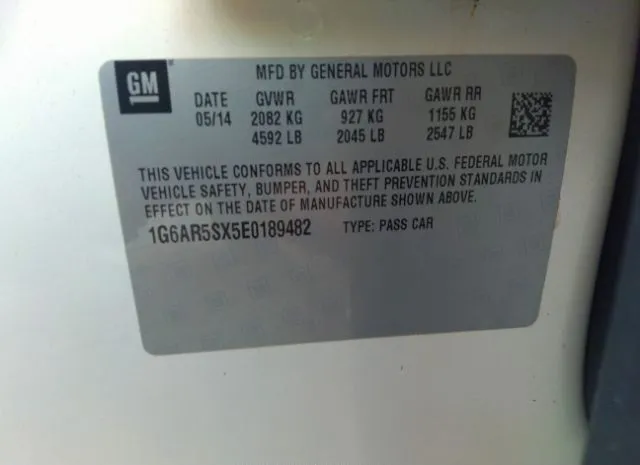 GM
MFD BY GENERAL MOTORS LLC
DATE GVWR GAWR FRT GAWR RR
05/14 2082 KG 927 KG 1155 KG
4592 LB 2045 LB 2547 LB
THIS VEHICLE CONFORMS TO ALL APPLICABLE U.S. FEDERAL MOTOR
VEHICLE SAFETY, BUMPER, AND THEFT PREVENTION STANDARDS IN
EFFECT ON THE DATE OF MANUFACTURE SHOWN ABOVE.
1G6AR5SX5E0189482 TYPE: PASS CAR